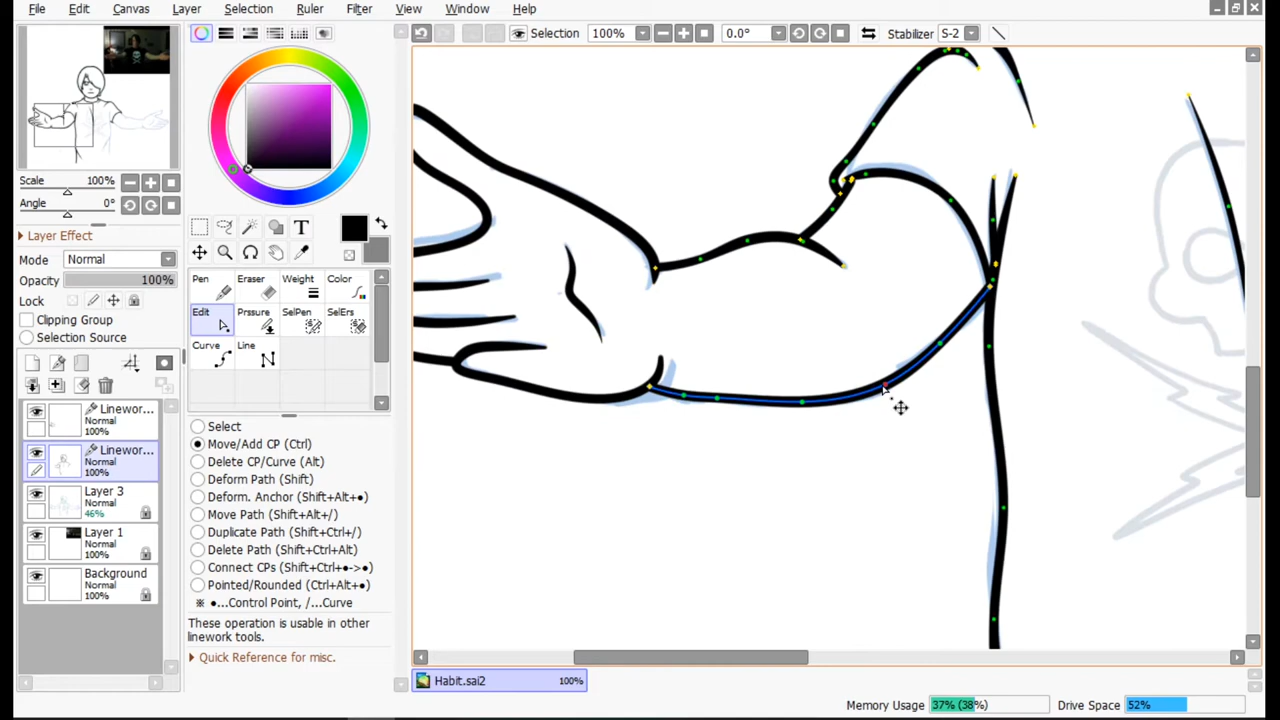 File Edit Canvas Layer Selection Ruler Filter View Window Help
Selection 100% 0.0° Stabilizer S-2
Scale 100%
Angle 0°
Layer Effect
Mode Normal
Opacity 100%
Lock
Clipping Group
Selection Source
Linewor...
Normal
100%
Linewor...
Normal
100%
Layer 3
Normal
46%
Layer 1
Normal
100%
Background
Normal
100%
T
Pen Eraser Weight Color
Edit Prssure SelPen SelErs
Curve Line
Select
Move/Add CP (Ctrl)
Delete CP/Curve (Alt)
Deform Path (Shift)
Deform. Anchor (Shift+Alt+●)
Move Path (Shift+Alt+/)
Duplicate Path (Shift+Ctrl+/)
Delete Path (Shift+Ctrl+Alt)
Connect CPs (Shift+Ctrl+●->●)
Pointed/Rounded (Ctrl+Alt+●)
※ ●...Control Point, /...Curve
These operation is usable in other
linework tools.
Quick Reference for misc.
Habit.sai2 100%
Memory Usage 37% (38%) Drive Space 52%